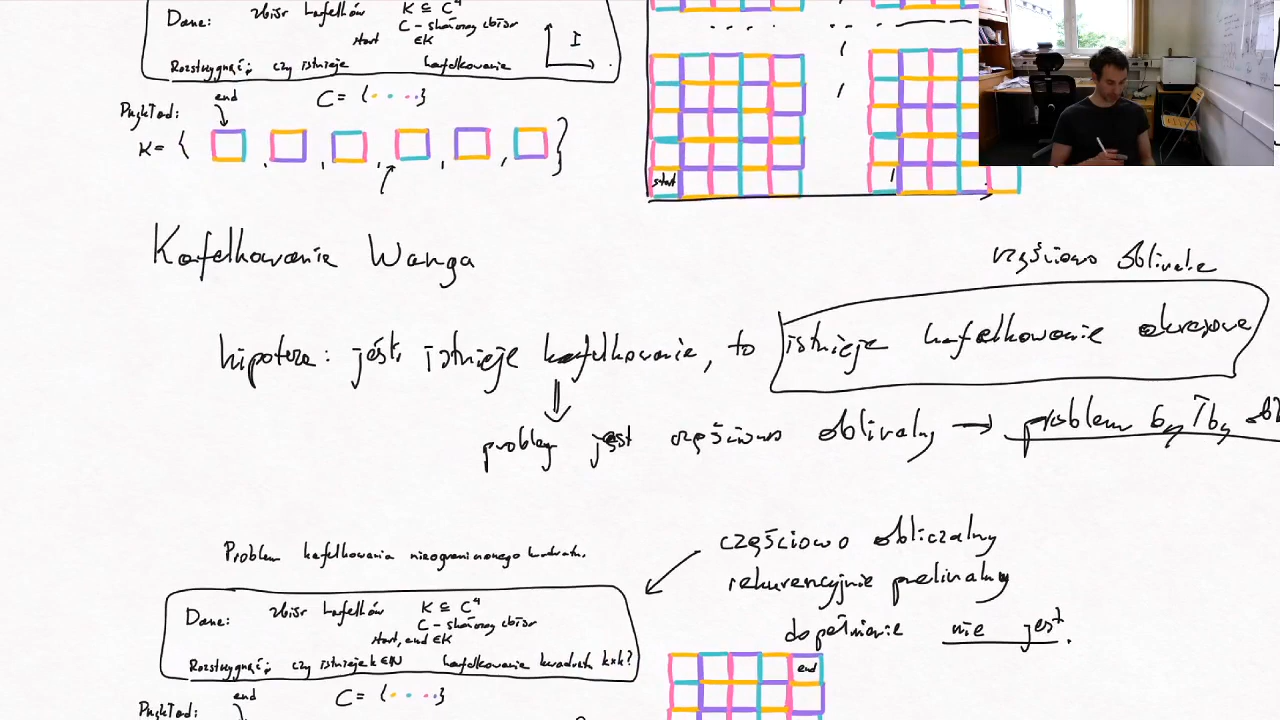 Dane: zbiór kafelków K ⊆ C⁴
C - skończony zbiór
start ∈K
I
Rozstrzygnąć: czy istnieje kafelkowanie
end
C = {
Przykład:
K = {
, , , , , }
start
Kafelkowanie Wanga
częściowo obliczalne
hipoteza: jeśli istnieje kafelkowanie, to istnieje kafelkowanie okresowe
⇓
problem jest częściowo obliczalny → problem był by
częściowo obliczalny
rekurencyjnie przeliczalny
dopełnienie nie jest.
Problem kafelkowania nieograniczonego kwadratu.
Dane: zbiór kafelków K ⊆ C⁴
C - skończony zbiór
start, end ∈K
Rozstrzygnąć: czy istnieje k∈N kafelkowanie kwadratu k×k?
end
end
C = {
Przykład: